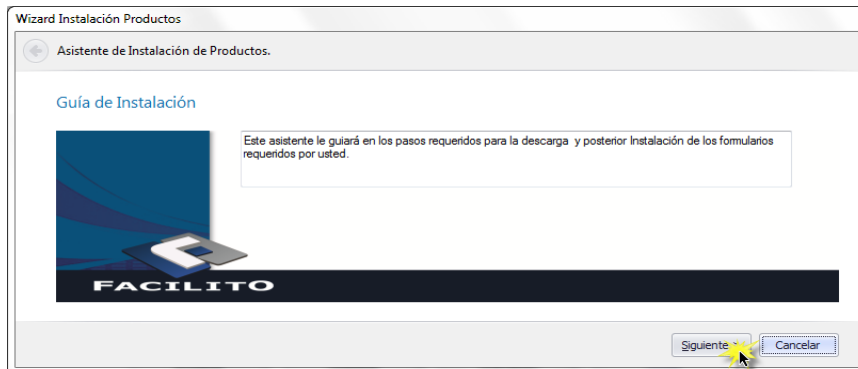 Wizard Instalación Productos
Asistente de Instalación de Productos.
Guía de Instalación
Este asistente le guiará en los pasos requeridos para la descarga y posterior Instalación de los formularios
requeridos por usted.
FACILITO
Siguiente Cancelar